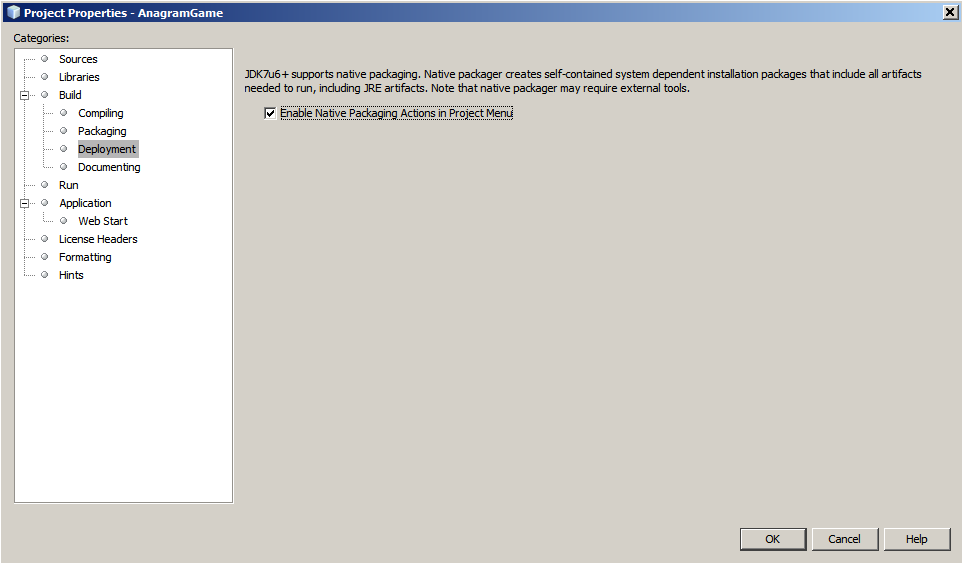 Project Properties - AnagramGame
Categories:
Sources
Libraries
Build
Compiling
Packaging
Deployment
Documenting
Run
Application
Web Start
License Headers
Formatting
Hints
JDK7u6+ supports native packaging. Native packager creates self-contained system dependent installation packages that include all artifacts
needed to run, including JRE artifacts. Note that native packager may require external tools.
Enable Native Packaging Actions in Project Menu
OK
Cancel
Help